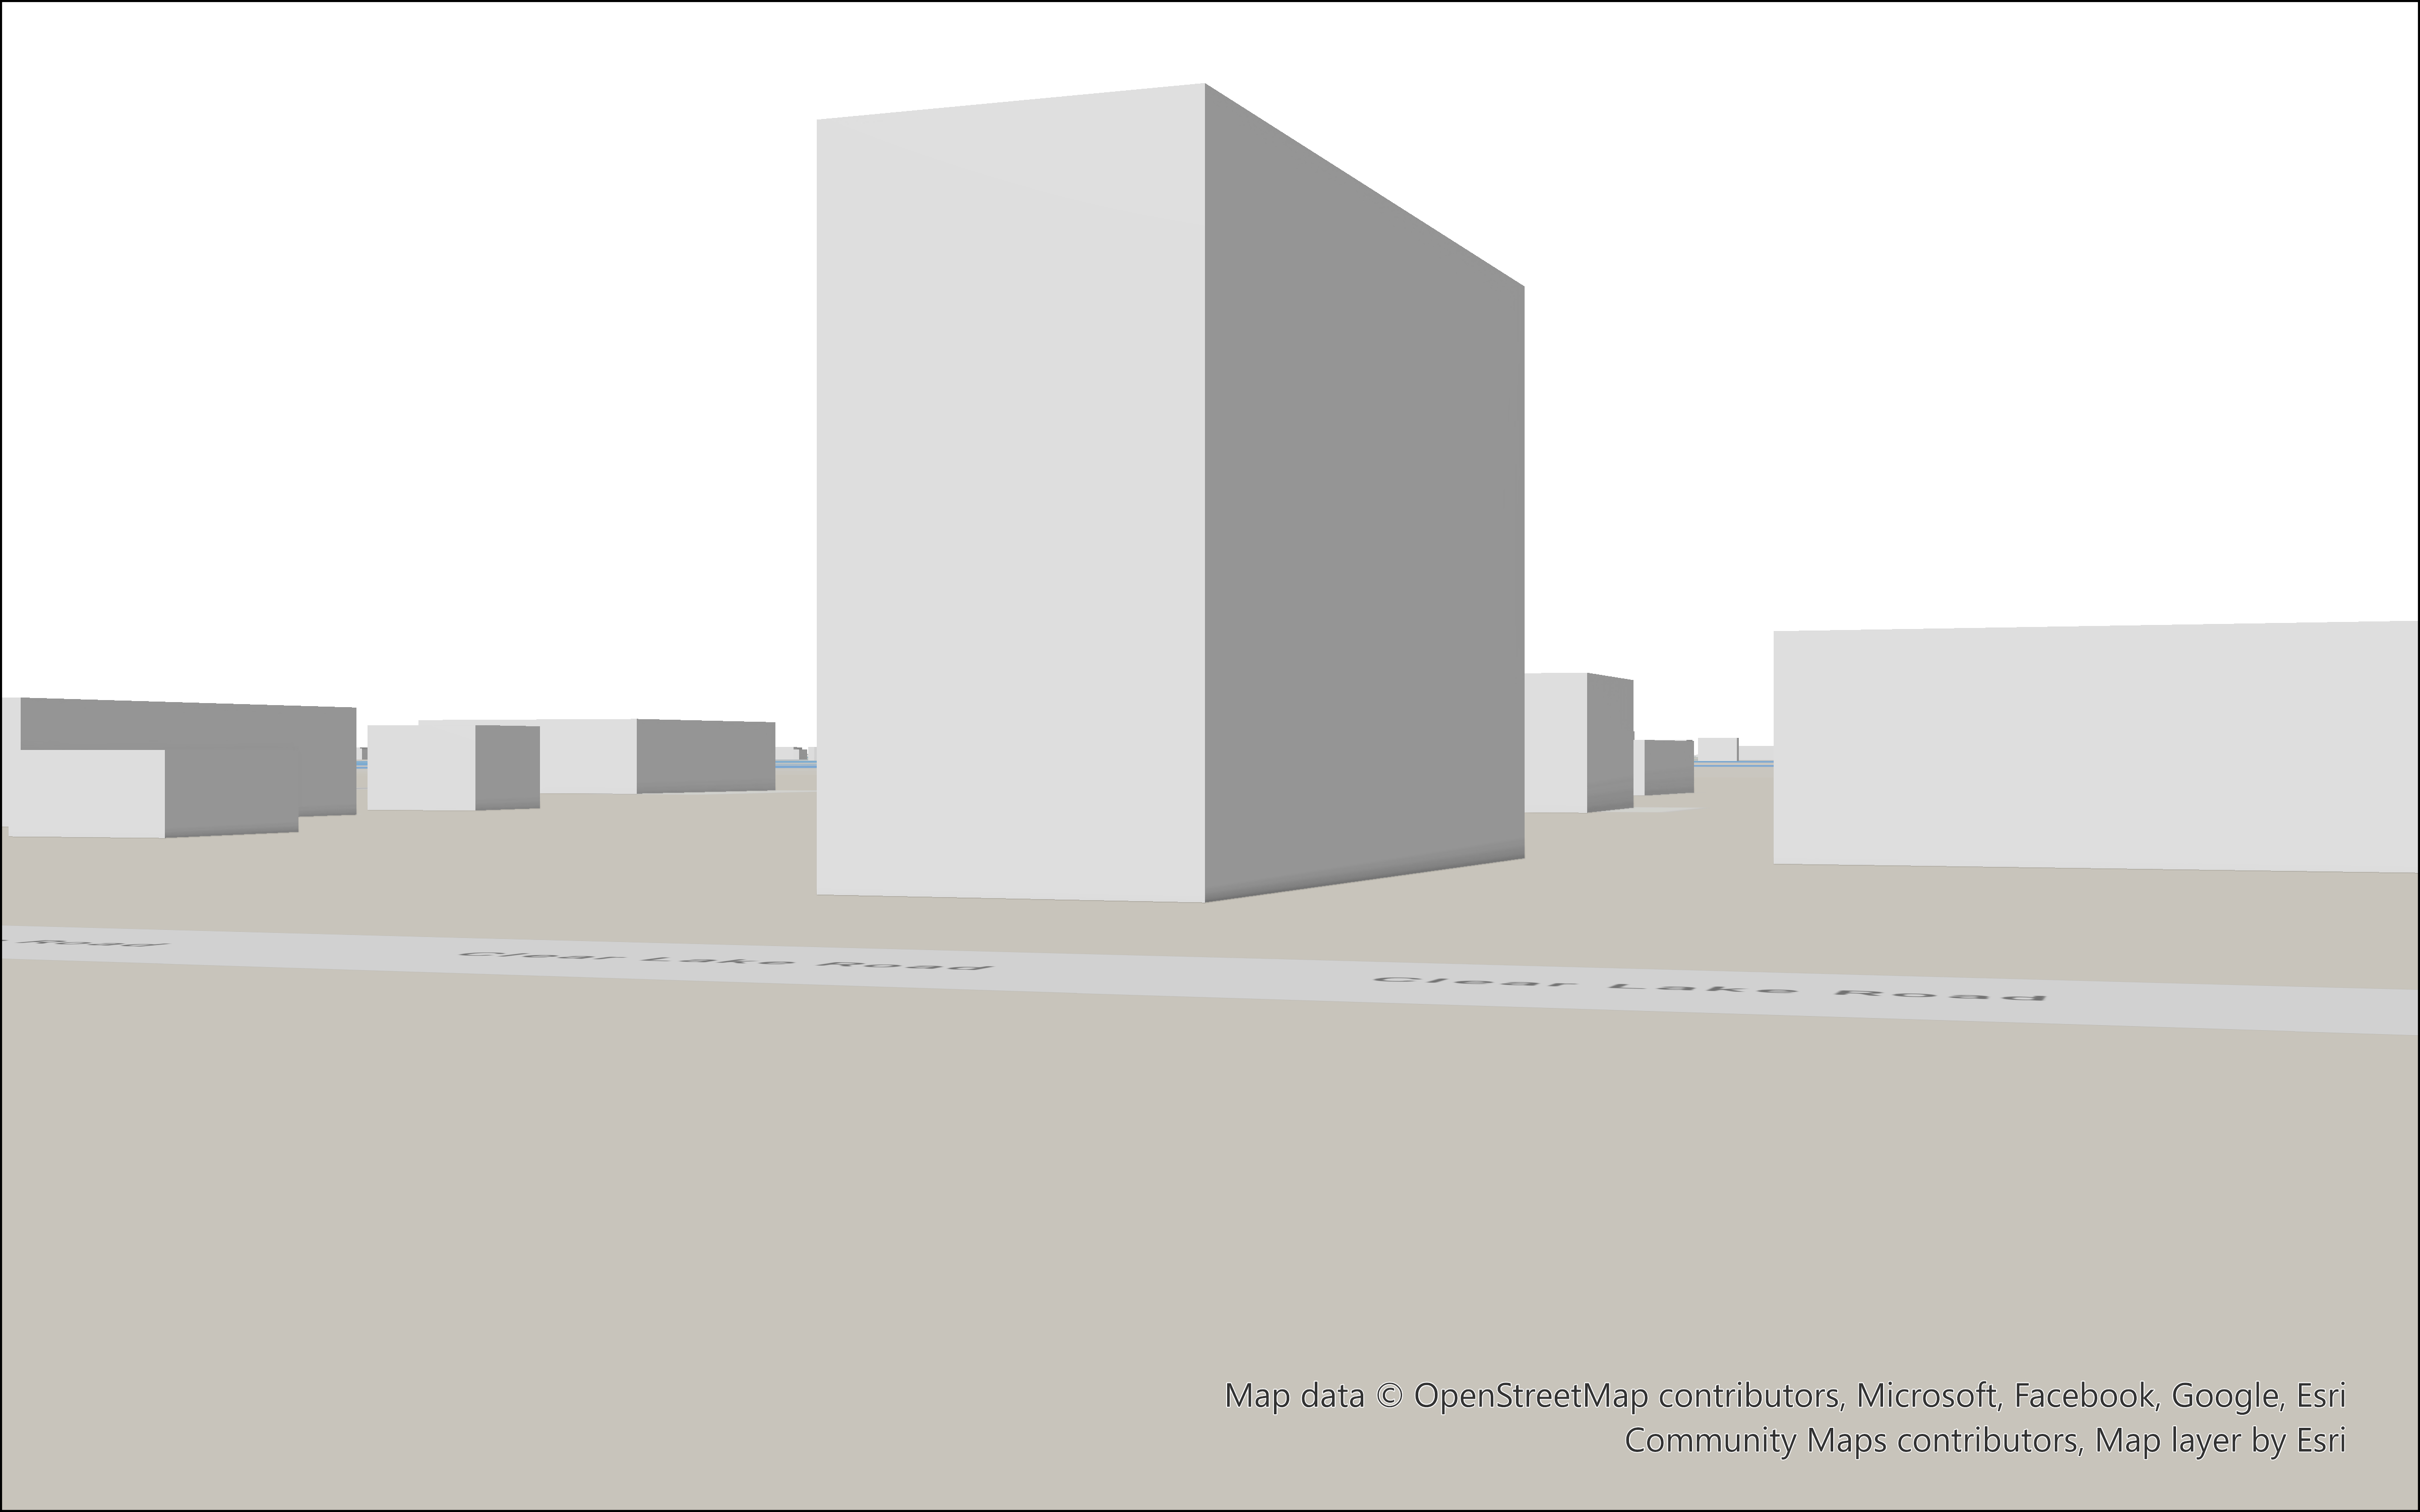 Road
Clear Lake Road
Clear Lake Road
Map data © OpenStreetMap contributors, Microsoft, Facebook, Google, Esri
Community Maps contributors, Map layer by Esri